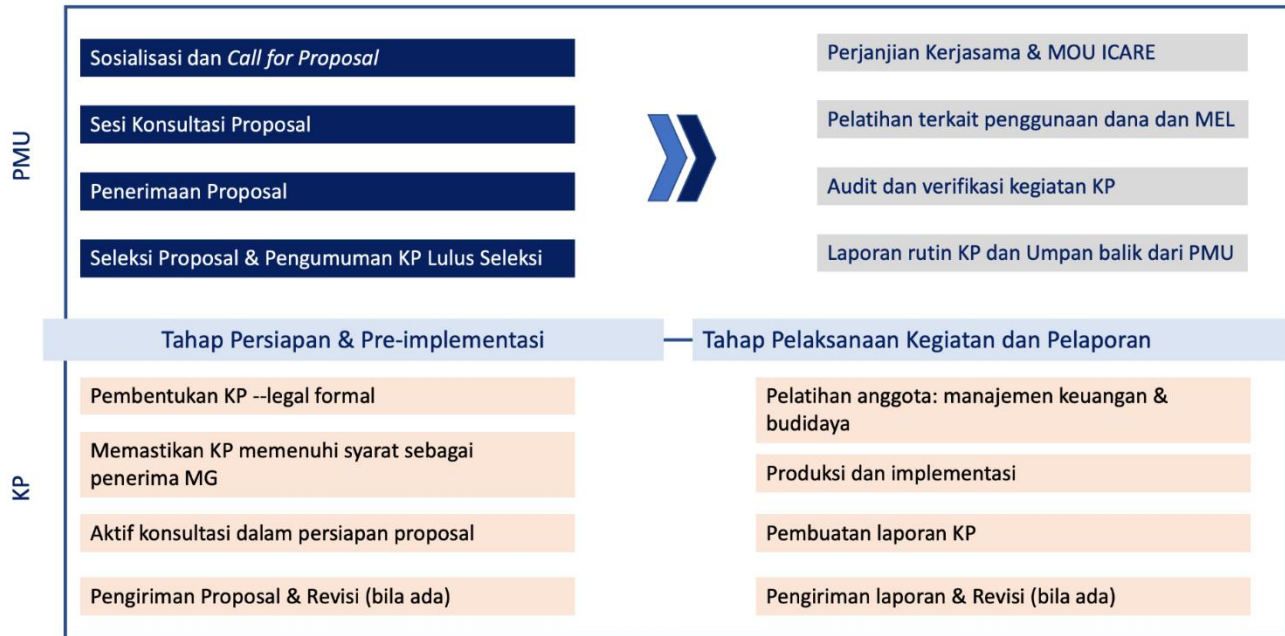 PMU
Sosialisasi dan Call for Proposal
Sesi Konsultasi Proposal
Penerimaan Proposal
Seleksi Proposal & Pengumuman KP Lulus Seleksi
Perjanjian Kerjasama & MOU ICARE
Pelatihan terkait penggunaan dana dan MEL
Audit dan verifikasi kegiatan KP
Laporan rutin KP dan Umpan balik dari PMU
Tahap Persiapan & Pre-implementasi
Tahap Pelaksanaan Kegiatan dan Pelaporan
KP
Pembentukan KP --legal formal
Memastikan KP memenuhi syarat sebagai
penerima MG
Aktif konsultasi dalam persiapan proposal
Pengiriman Proposal & Revisi (bila ada)
Pelatihan anggota: manajemen keuangan &
budidaya
Produksi dan implementasi
Pembuatan laporan KP
Pengiriman laporan & Revisi (bila ada)